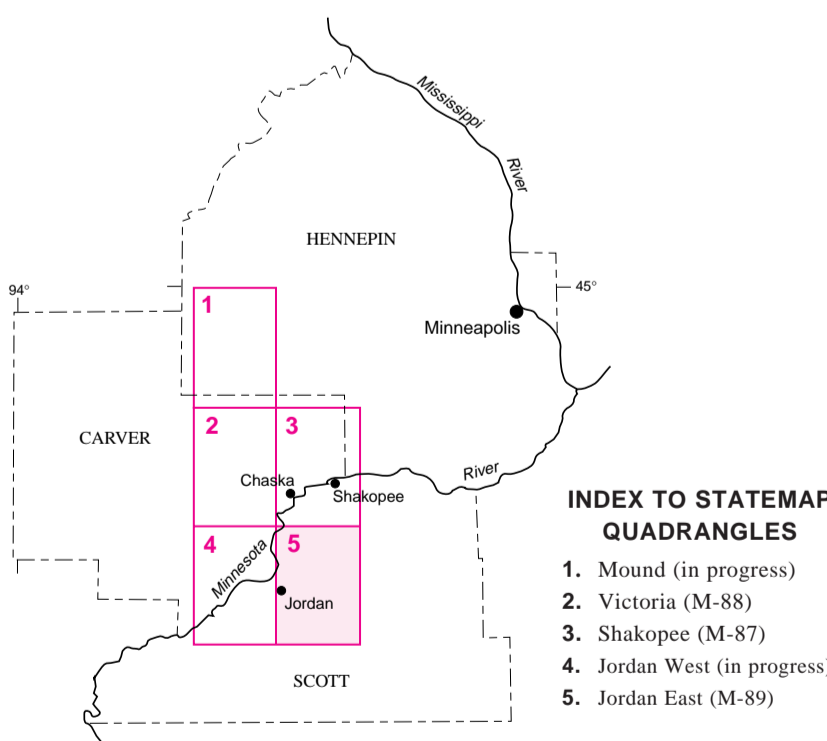 Mississippi
River
HENNEPIN
94°
45°
1
Minneapolis
2
3
CARVER
Chaska
Shakopee
River
4
Minnesota
5
Jordan
SCOTT
INDEX TO STATEMAP
QUADRANGLES
1. Mound (in progress)
2. Victoria (M-88)
3. Shakopee (M-87)
4. Jordan West (in progress)
5. Jordan East (M-89)